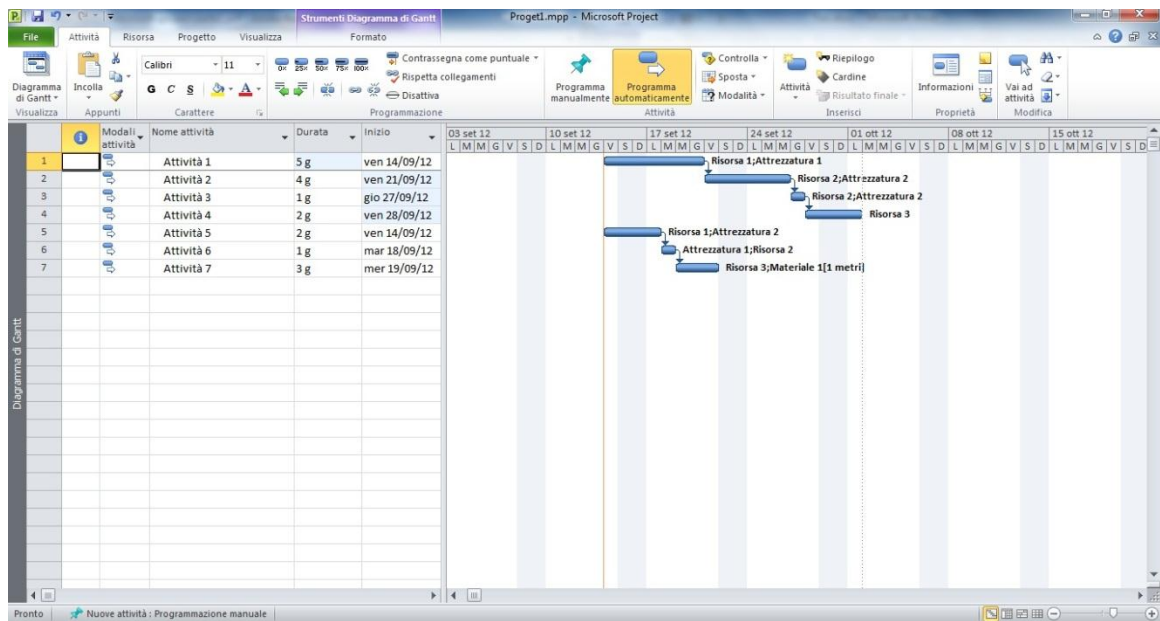 Strumenti Diagramma di Gantt
Proget1.mpp - Microsoft Project
File Attività Risorsa Progetto Visualizza Formato
Diagramma di Gantt
Visualizza
Incolla
Appunti
Calibri 11
G C S A
Carattere
0× 25× 50× 75× 100×
Contrassegna come puntuale
Rispetta collegamenti
Disattiva
Programmazione
Programma manualmente
Programma automaticamente
Controlla
Sposta
Modalità
Attività
Attività
Riepilogo
Cardine
Risultato finale
Inserisci
Informazioni
Proprietà
Vai ad attività
Modifica
Modali attività Nome attività Durata Inizio
03 set 12 10 set 12 17 set 12 24 set 12 01 ott 12 08 ott 12 15 ott 12
L M M G V S D L M M G V S D L M M G V S D L M M G V S D L M M G V S D L M M G V S D L M M G V S D
1 Attività 1 5 g ven 14/09/12 Risorsa 1;Attrezzatura 1
2 Attività 2 4 g ven 21/09/12 Risorsa 2;Attrezzatura 2
3 Attività 3 1 g gio 27/09/12 Risorsa 2;Attrezzatura 2
4 Attività 4 2 g ven 28/09/12 Risorsa 3
5 Attività 5 2 g ven 14/09/12 Risorsa 1;Attrezzatura 2
6 Attività 6 1 g mar 18/09/12 Attrezzatura 1;Risorsa 2
7 Attività 7 3 g mer 19/09/12 Risorsa 3;Materiale 1[1 metri]
Diagramma di Gantt
Pronto Nuove attività : Programmazione manuale